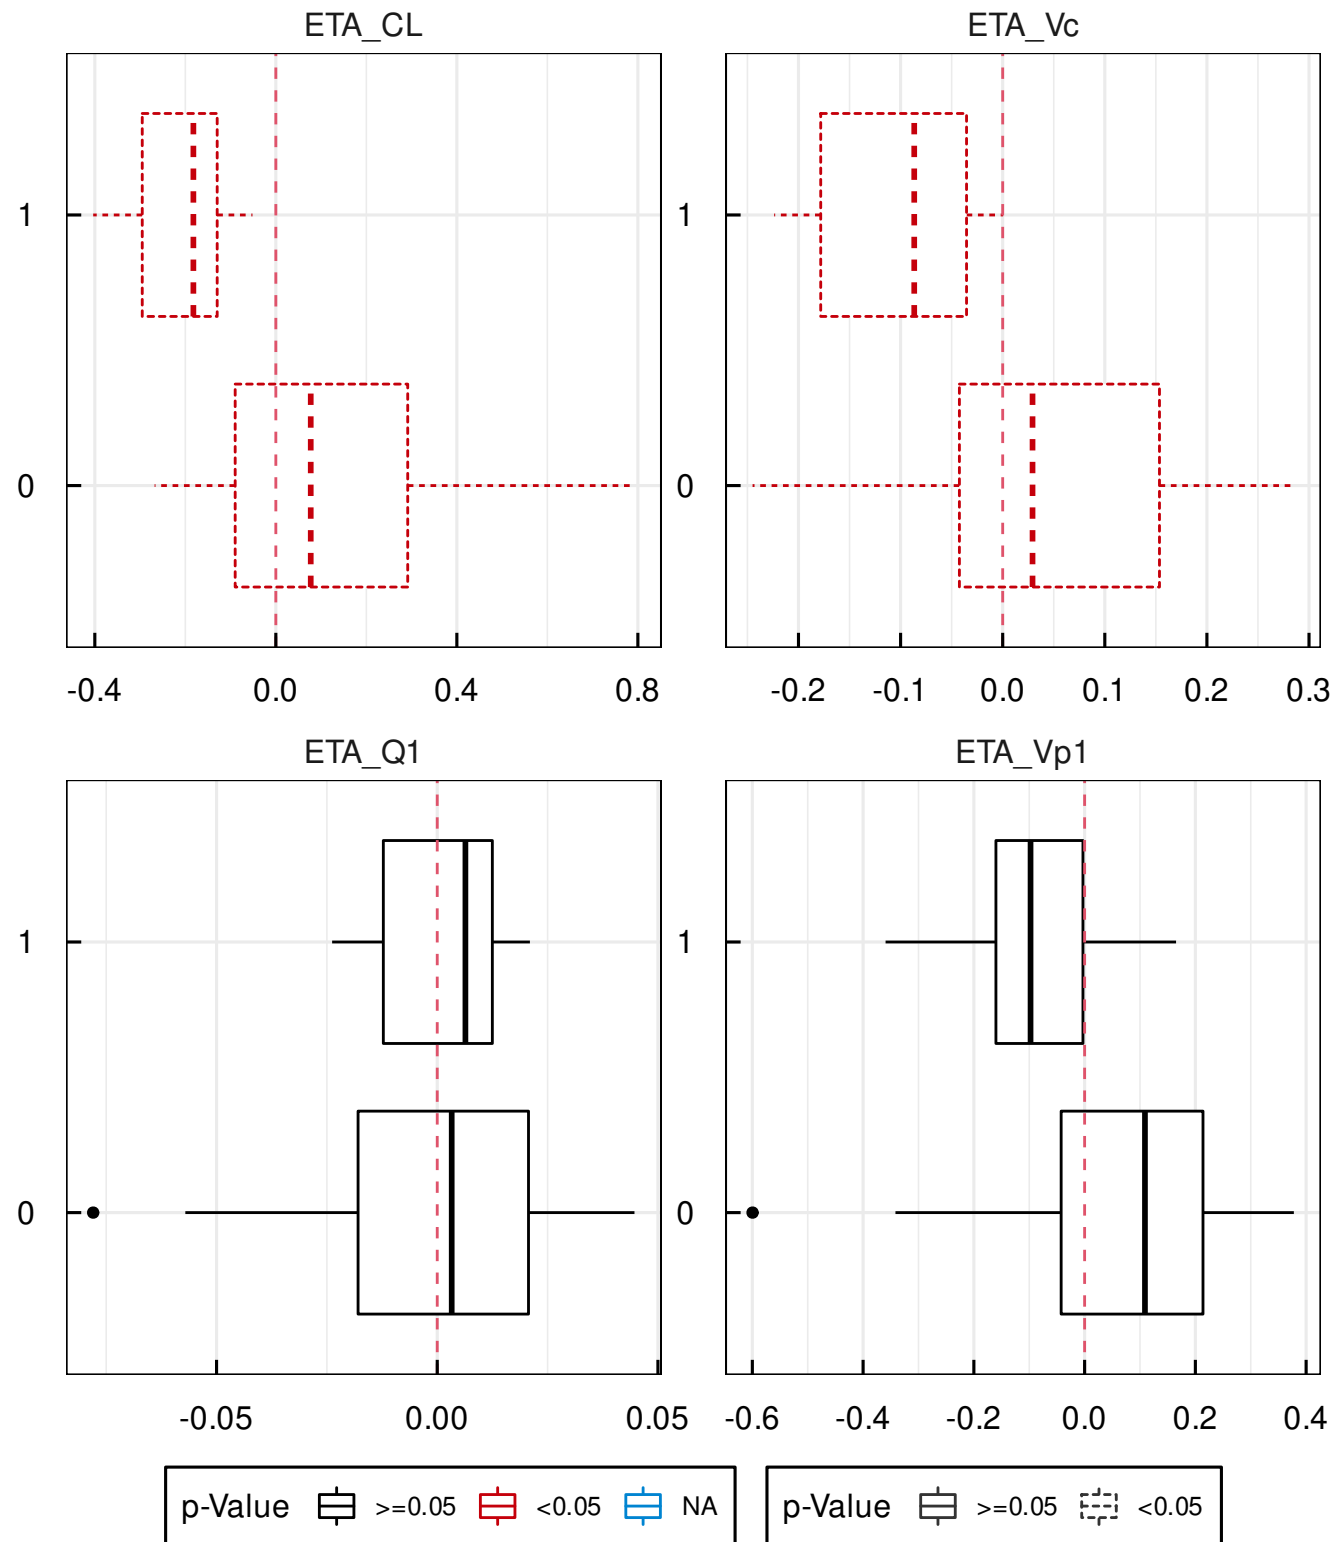 ETA_CL ETA_Vc
1 1
0 0
-0.4 0.0 0.4 0.8 -0.2 -0.1 0.0 0.1 0.2 0.3
ETA_Q1 ETA_Vp1
1 1
0 0
-0.05 0.00 0.05 -0.6 -0.4 -0.2 0.0 0.2 0.4
p-Value >=0.05 <0.05 NA p-Value >=0.05 <0.05